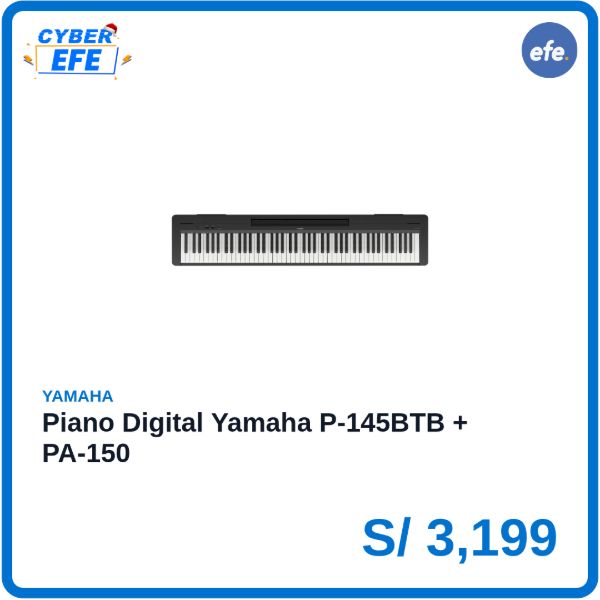 CYBER
EFE
efe.
YAMAHA
Piano Digital Yamaha P-145BTB +
PA-150
S/ 3,199